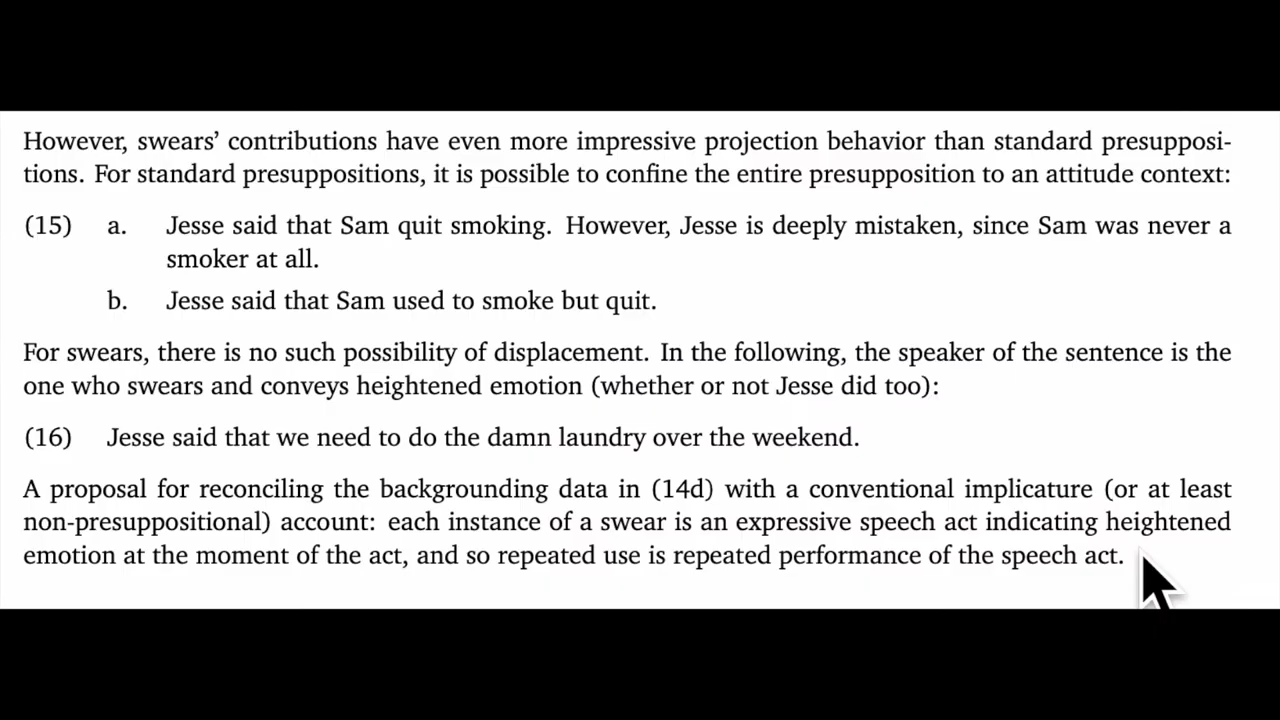 However, swears’ contributions have even more impressive projection behavior than standard presupposi-
tions. For standard presuppositions, it is possible to confine the entire presupposition to an attitude context:
(15) a. Jesse said that Sam quit smoking. However, Jesse is deeply mistaken, since Sam was never a
smoker at all.
b. Jesse said that Sam used to smoke but quit.
For swears, there is no such possibility of displacement. In the following, the speaker of the sentence is the
one who swears and conveys heightened emotion (whether or not Jesse did too):
(16) Jesse said that we need to do the damn laundry over the weekend.
A proposal for reconciling the backgrounding data in (14d) with a conventional implicature (or at least
non-presuppositional) account: each instance of a swear is an expressive speech act indicating heightened
emotion at the moment of the act, and so repeated use is repeated performance of the speech act.